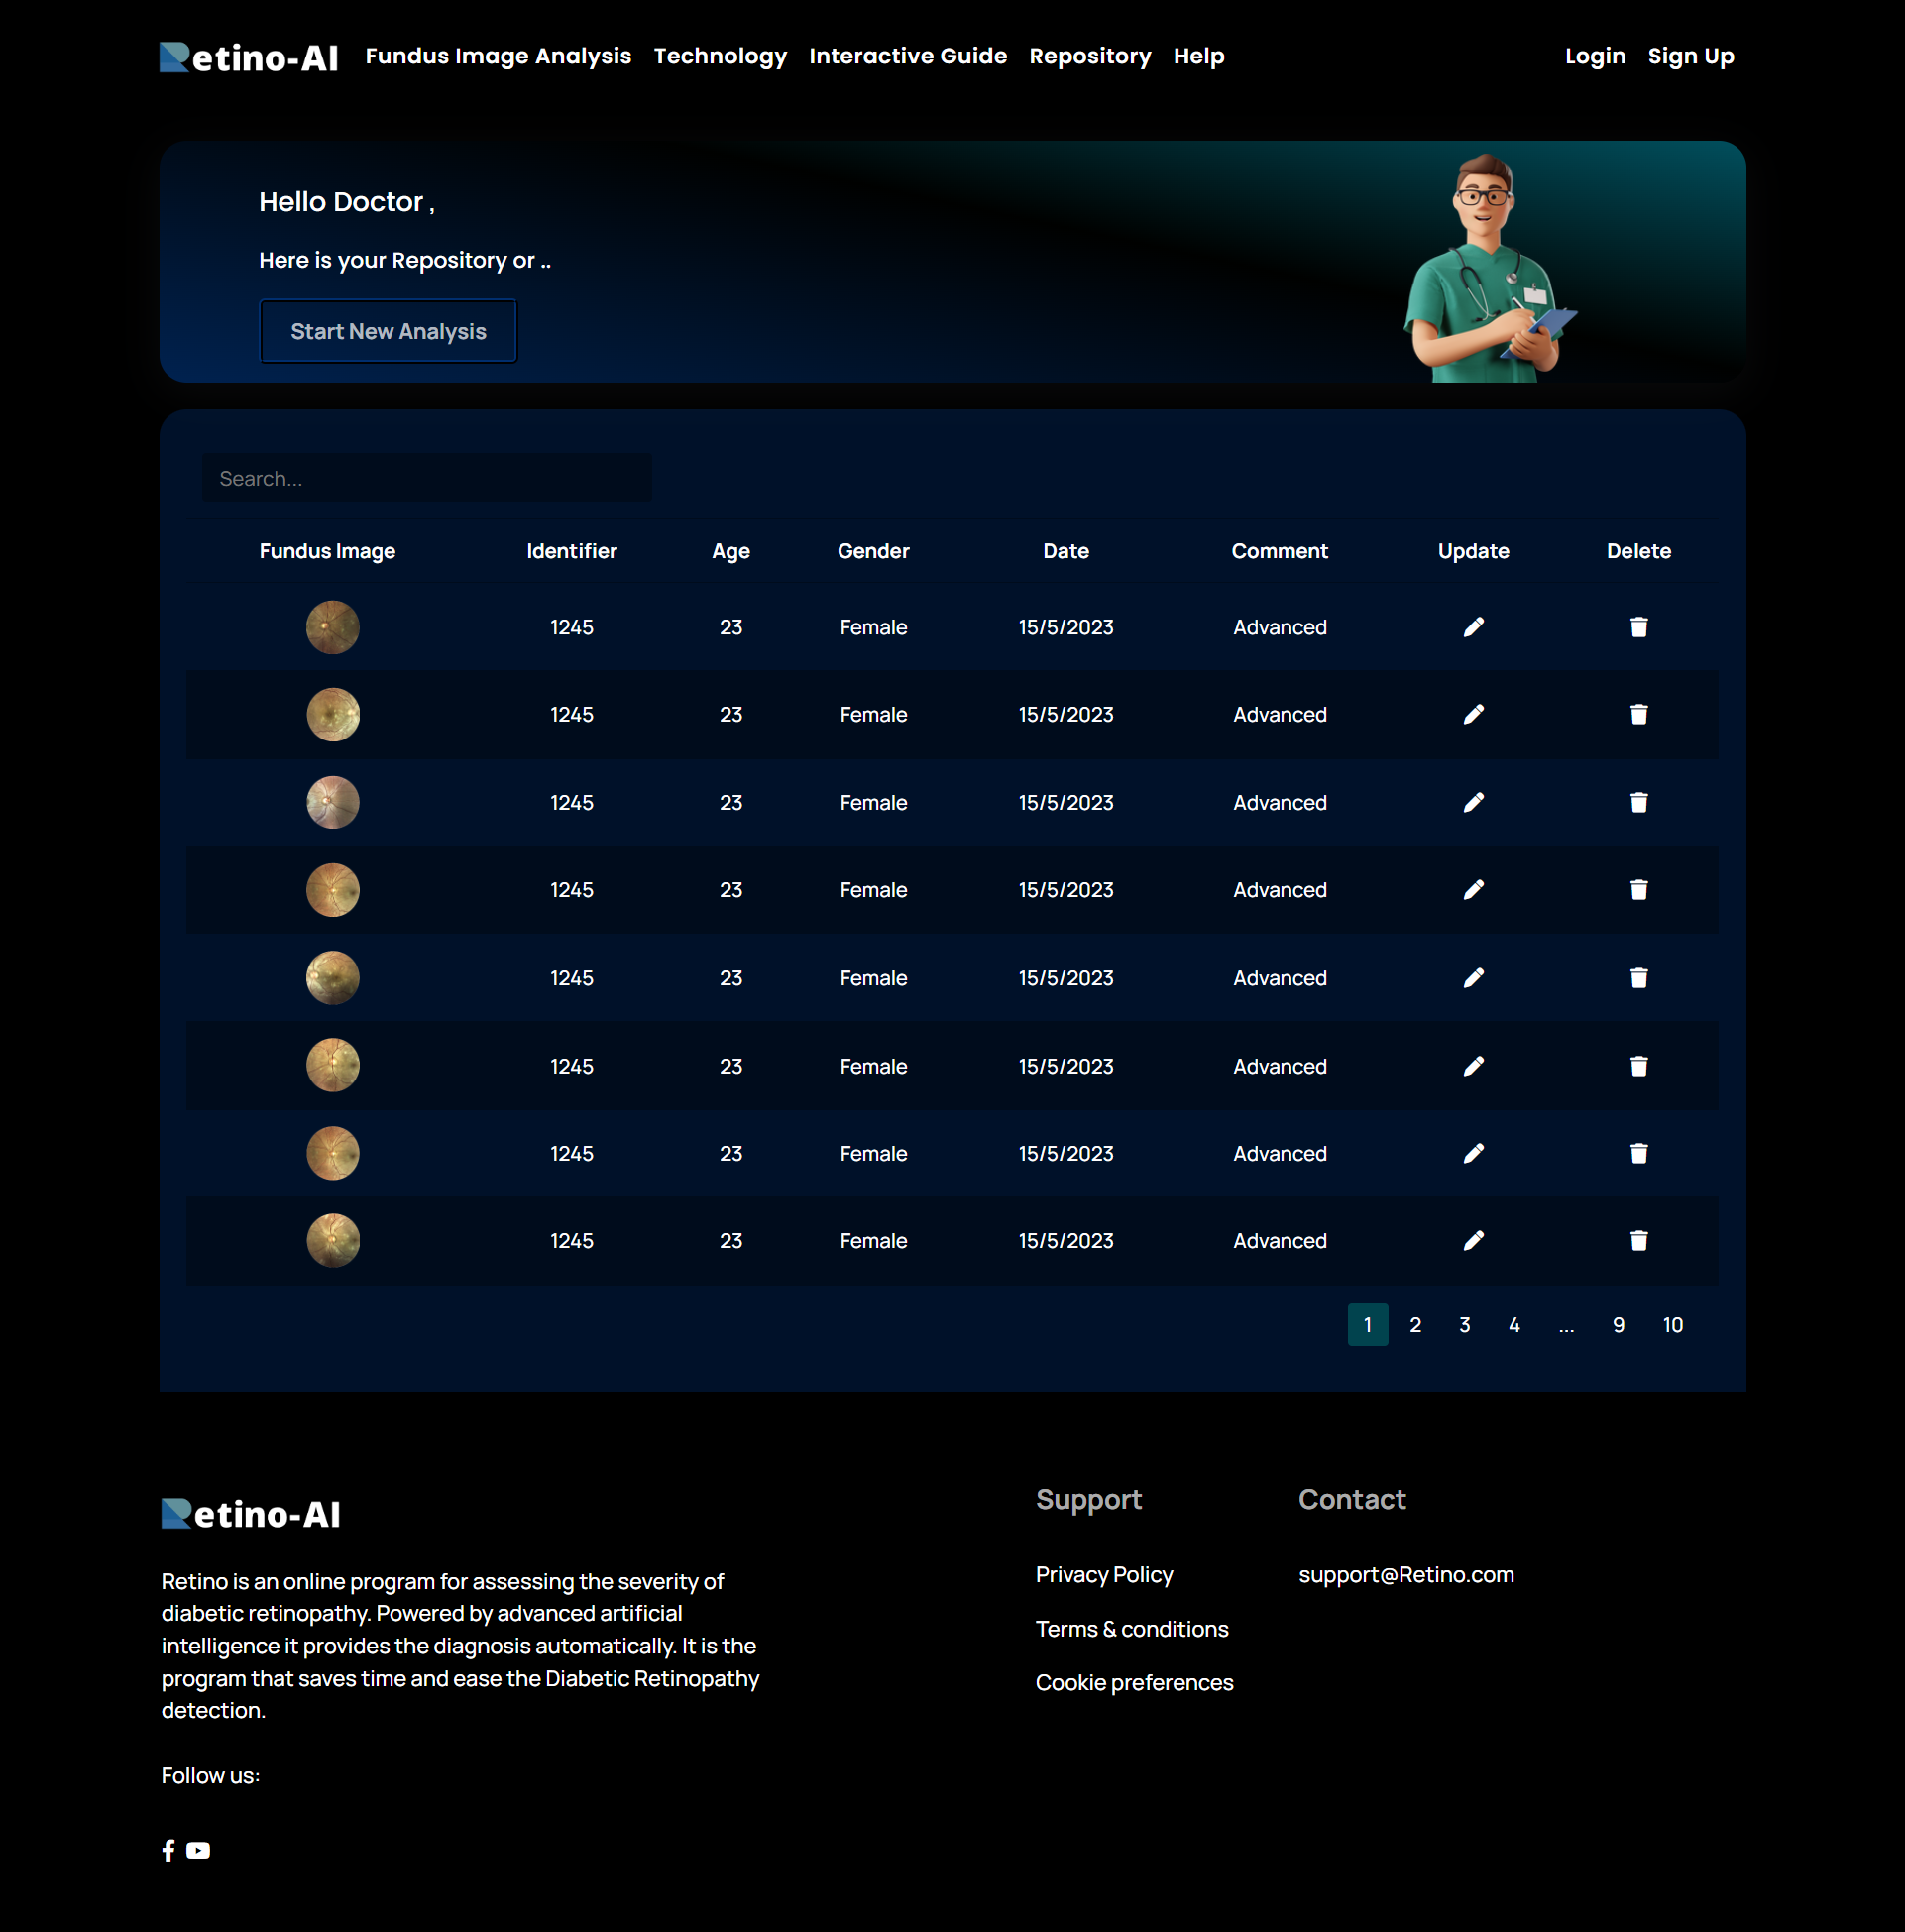 Retino-AI Fundus Image Analysis Technology Interactive Guide Repository Help Login Sign Up
Hello Doctor ,
Here is your Repository or ..
Start New Analysis
Search...
Fundus Image Identifier Age Gender Date Comment Update Delete
1245 23 Female 15/5/2023 Advanced
1245 23 Female 15/5/2023 Advanced
1245 23 Female 15/5/2023 Advanced
1245 23 Female 15/5/2023 Advanced
1245 23 Female 15/5/2023 Advanced
1245 23 Female 15/5/2023 Advanced
1245 23 Female 15/5/2023 Advanced
1245 23 Female 15/5/2023 Advanced
1 2 3 4 ... 9 10
Retino-AI
Retino is an online program for assessing the severity of
diabetic retinopathy. Powered by advanced artificial
intelligence it provides the diagnosis automatically. It is the
program that saves time and ease the Diabetic Retinopathy
detection.
Follow us:
Support
Privacy Policy
Terms & conditions
Cookie preferences
Contact
support@Retino.com